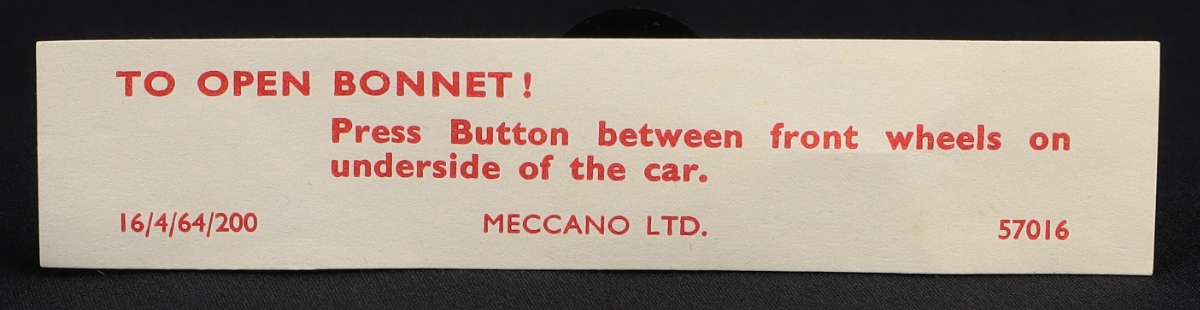 TO OPEN BONNET!
Press Button between front wheels on
underside of the car.
16/4/64/200 MECCANO LTD. 57016